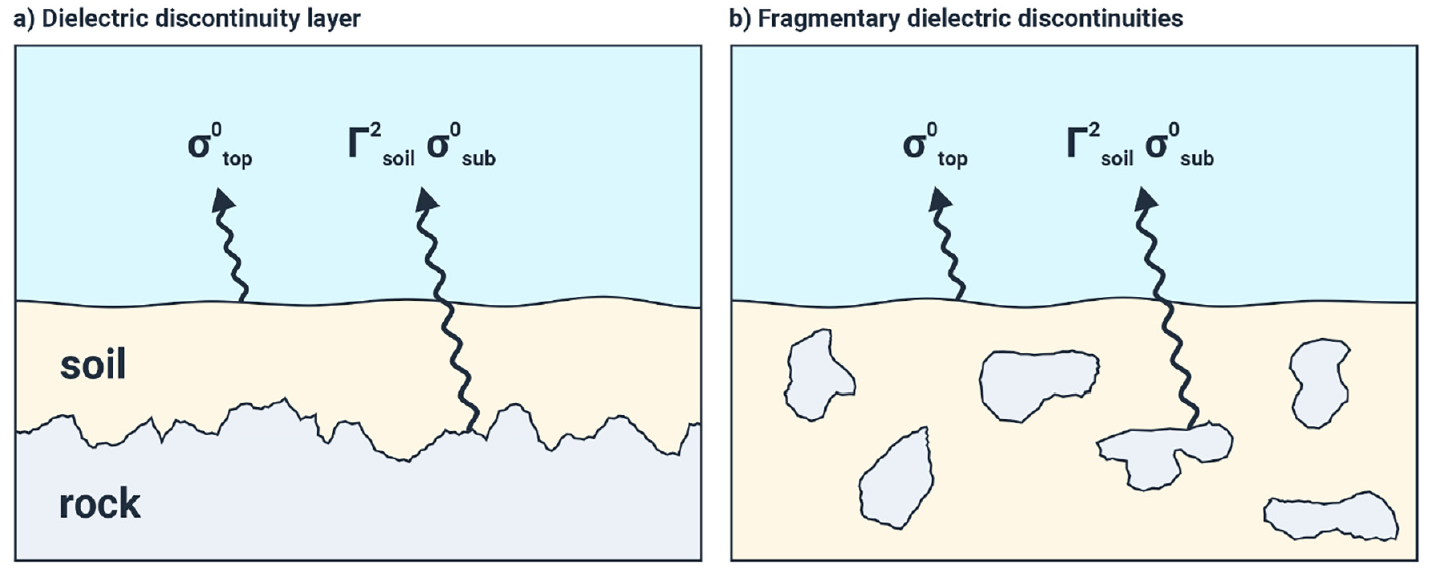 a) Dielectric discontinuity layer
σ⁰top Γ²soil σ⁰sub
soil
rock
b) Fragmentary dielectric discontinuities
σ⁰top Γ²soil σ⁰sub